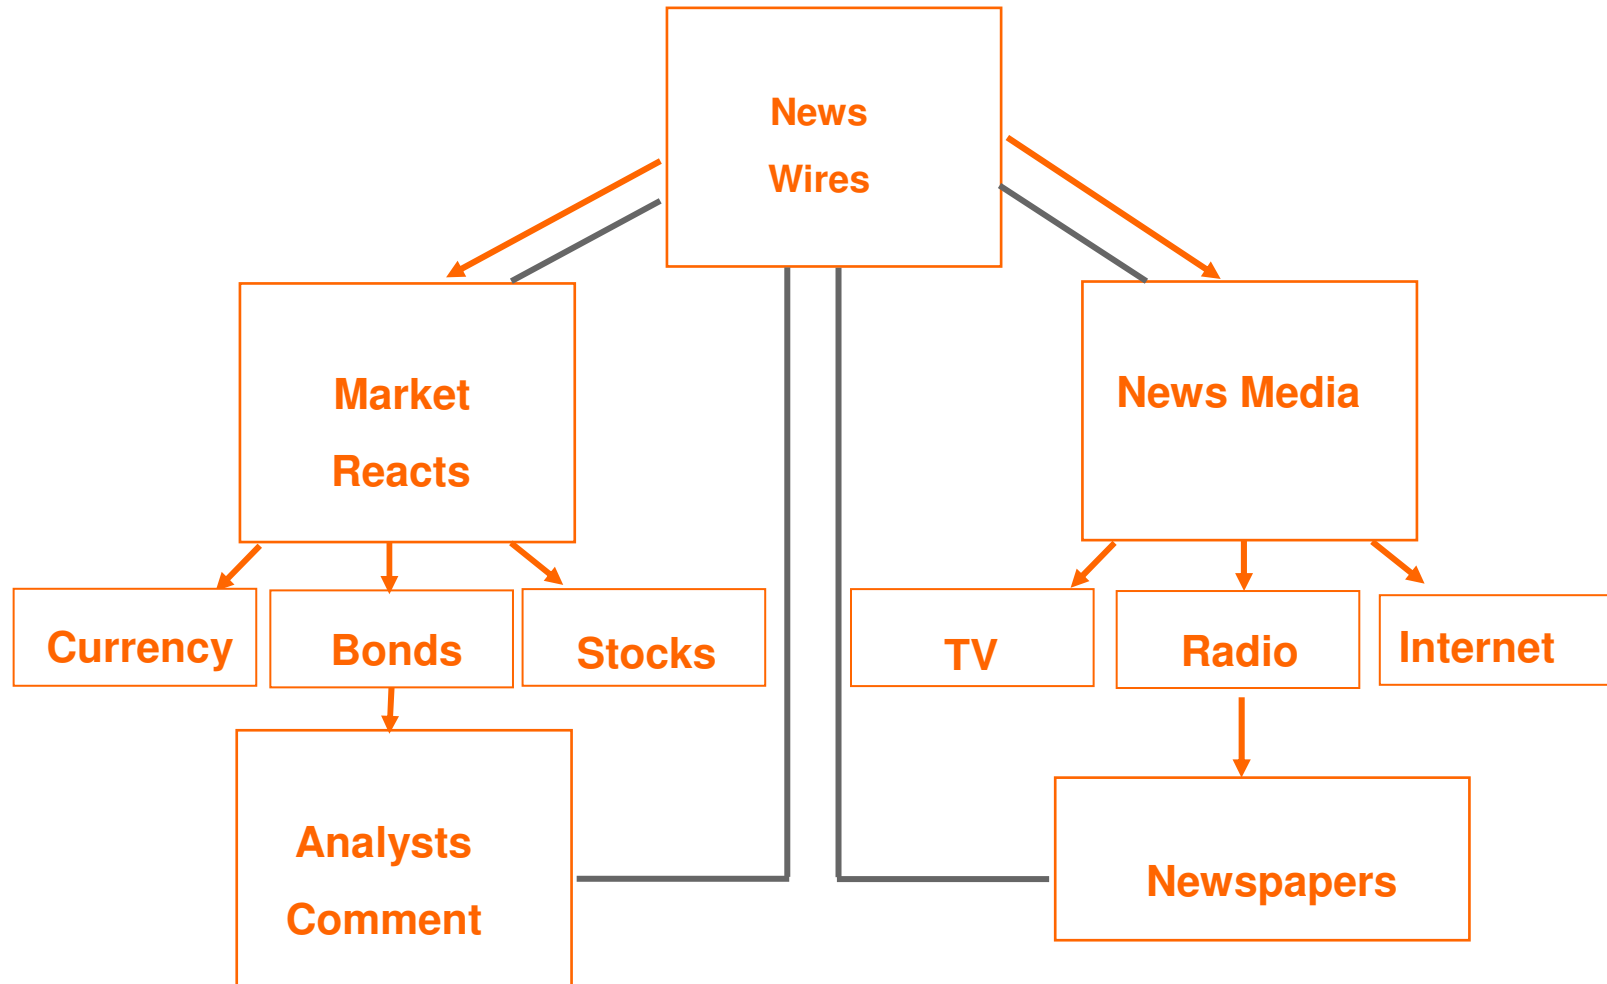 News
Wires
Market
Reacts
News Media
Currency
Bonds
Stocks
TV
Radio
Internet
Analysts
Comment
Newspapers